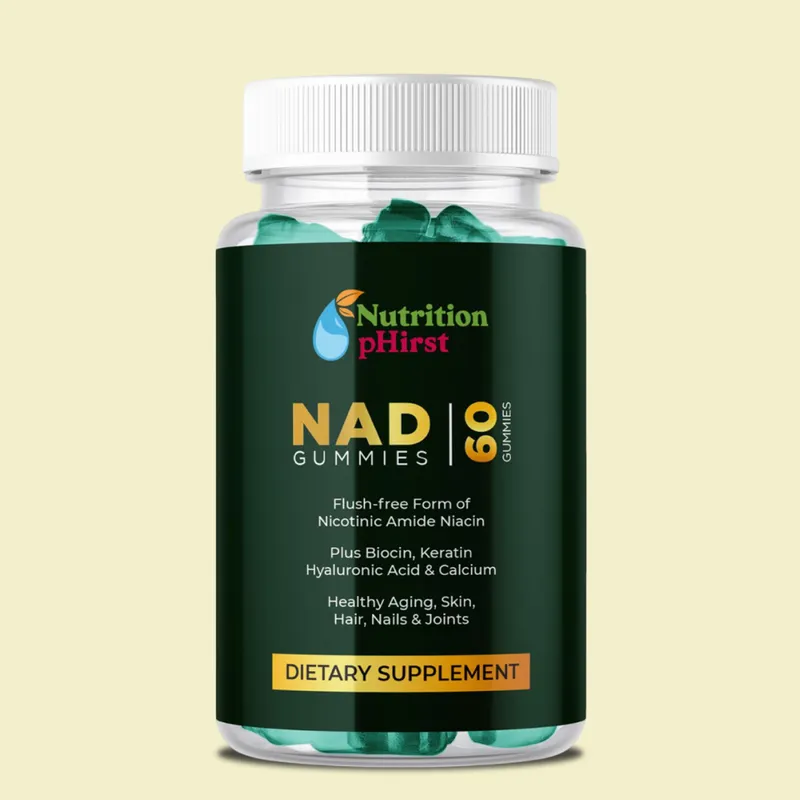 Nutrition
pHirst
NAD
GUMMIES
60
GUMMIES
Flush-free Form of
Nicotinic Amide Niacin
Plus Biocin, Keratin
Hyaluronic Acid & Calcium
Healthy Aging, Skin,
Hair, Nails & Joints
DIETARY SUPPLEMENT